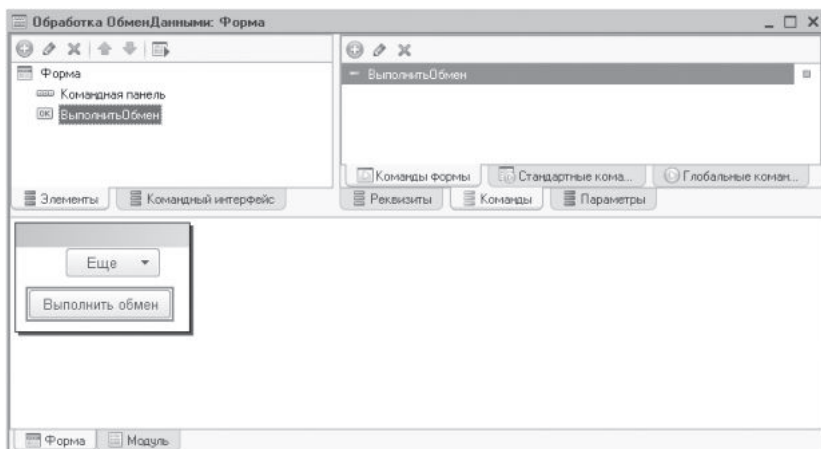 Обработка ОбменДанными: Форма
Форма
Командная панель
OK ВыполнитьОбмен
Элементы
Командный интерфейс
ВыполнитьОбмен
Команды формы
Стандартные кома...
Глобальные коман...
Реквизиты
Команды
Параметры
Еще
Выполнить обмен
Форма
Модуль